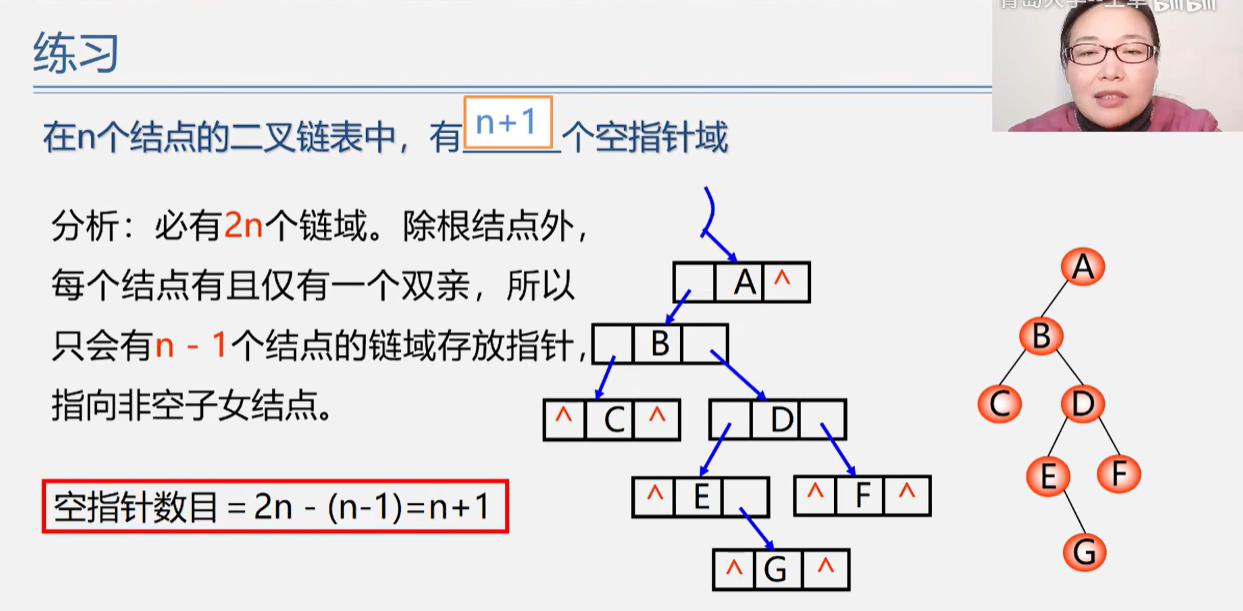 bilibili
练习
在n个结点的二叉链表中，有 n+1 个空指针域
分析：必有2n个链域。除根结点外，
每个结点有且仅有一个双亲，所以
只会有n - 1个结点的链域存放指针，
指向非空子女结点。
空指针数目＝2n - (n-1)=n+1
A ^
B
^ C ^
D
^ E
^ F ^
^ G ^
A
B
C D
E F
G